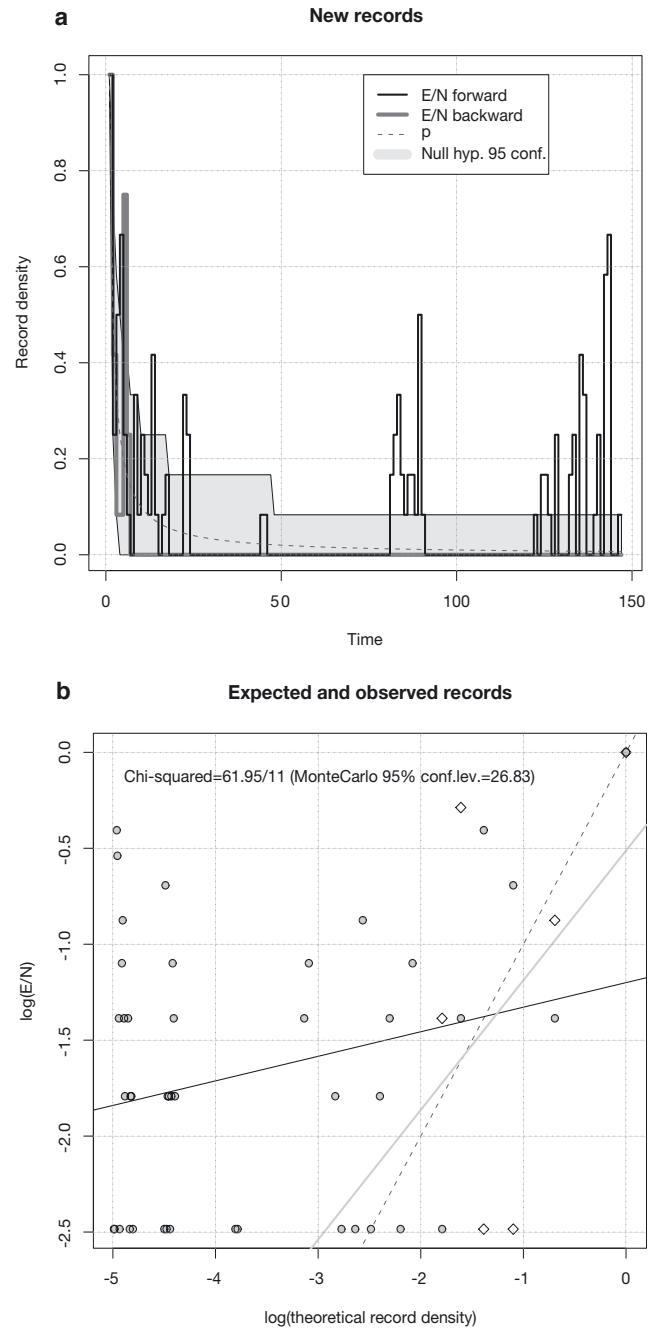 a
New records
E/N forward
E/N backward
p
Null hyp. 95 conf.
Record density
1.0
0.8
0.6
0.4
0.2
0.0
0
50
100
150
Time
b
Expected and observed records
Chi-squared=61.95/11 (MonteCarlo 95% conf.lev.=26.83)
log(E/N)
0.0
-0.5
-1.0
-1.5
-2.0
-2.5
-5
-4
-3
-2
-1
0
log(theoretical record density)